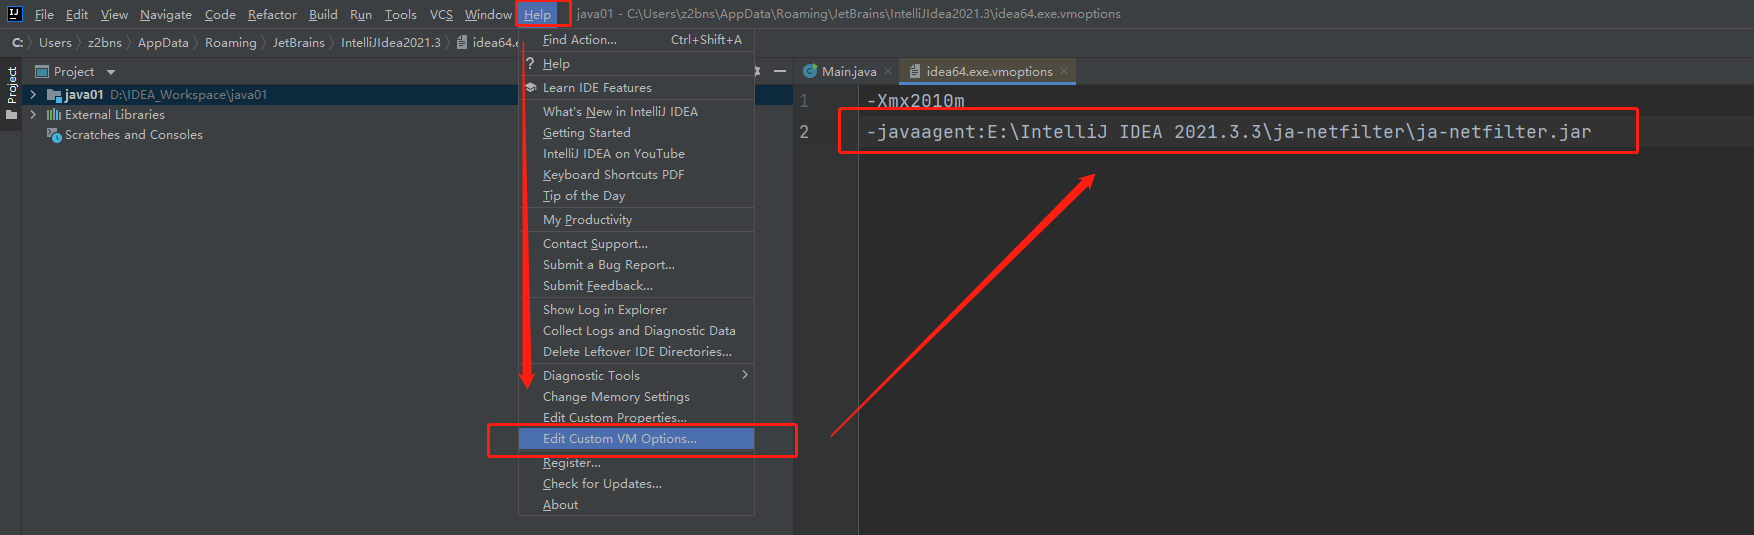 File Edit View Navigate Code Refactor Build Run Tools VCS Window Help java01 - C:\Users\z2bns\AppData\Roaming\JetBrains\IntelliJIdea2021.3\idea64.exe.vmoptions
C: Users z2bns AppData Roaming JetBrains IntelliJIdea2021.3 idea64.e
Project
Project
java01 D:\IDEA_Workspace\java01
External Libraries
Scratches and Consoles
Find Action... Ctrl+Shift+A
? Help
Learn IDE Features
What's New in IntelliJ IDEA
Getting Started
IntelliJ IDEA on YouTube
Keyboard Shortcuts PDF
Tip of the Day
My Productivity
Contact Support...
Submit a Bug Report...
Submit Feedback...
Show Log in Explorer
Collect Logs and Diagnostic Data
Delete Leftover IDE Directories...
Diagnostic Tools
Change Memory Settings
Edit Custom Properties...
Edit Custom VM Options...
Register...
Check for Updates...
About
Main.java idea64.exe.vmoptions
1 -Xmx2010m
2 -javaagent:E:\IntelliJ IDEA 2021.3.3\ja-netfilter\ja-netfilter.jar